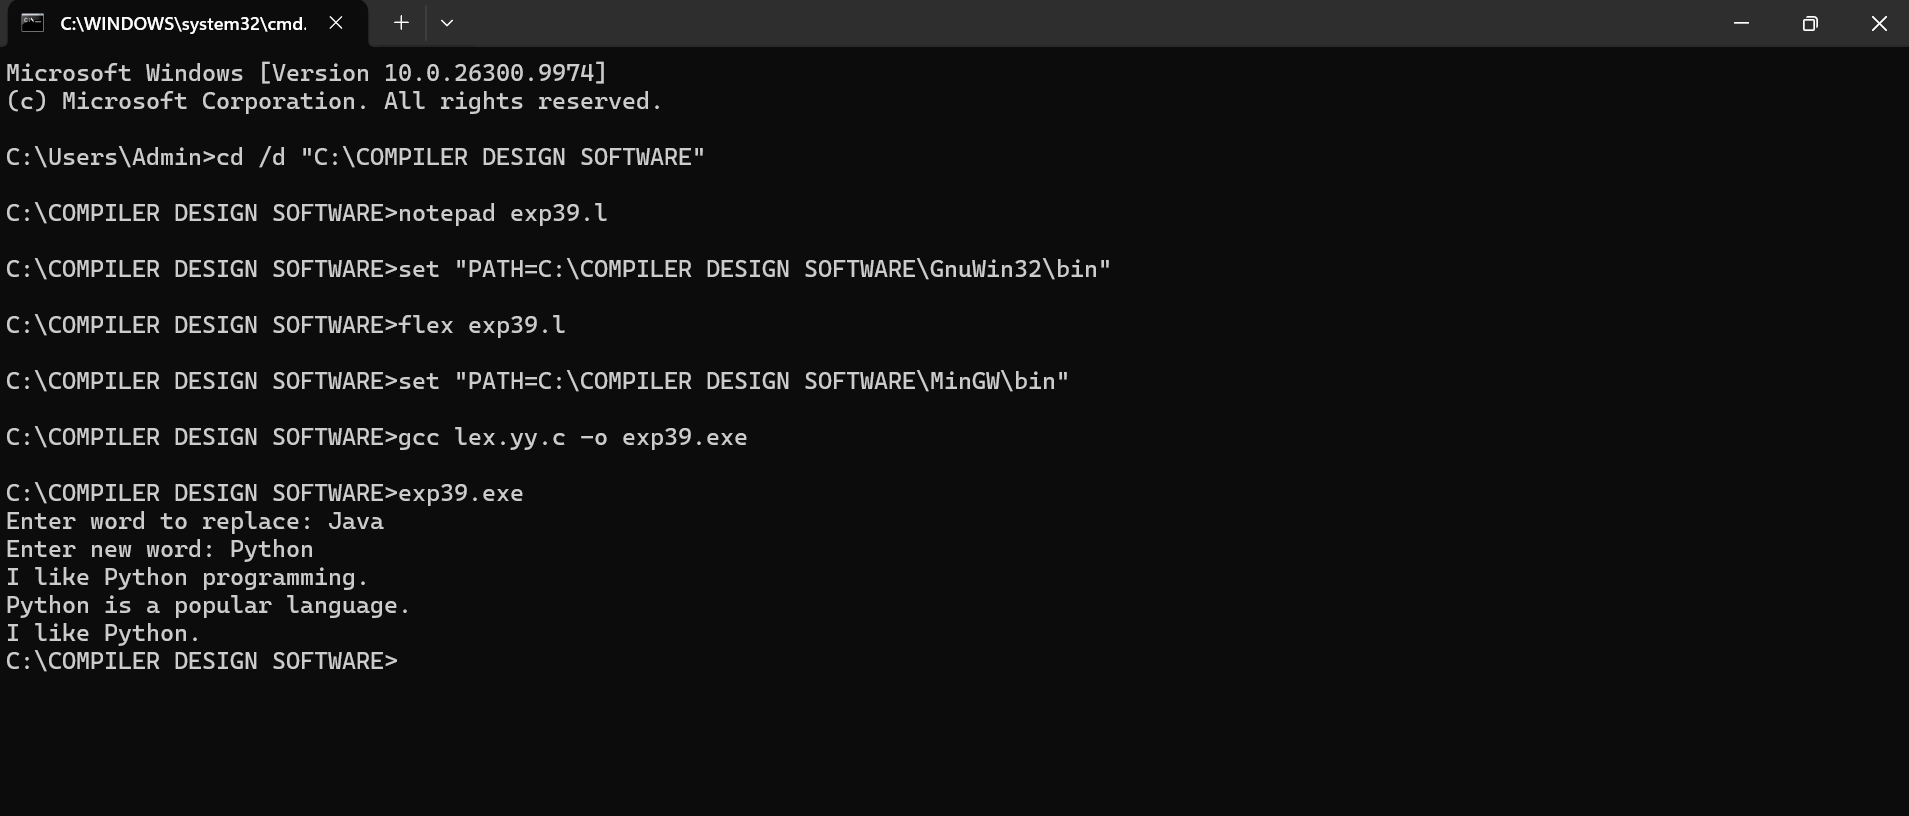 C:\WINDOWS\system32\cmd.
Microsoft Windows [Version 10.0.26300.9974]
(c) Microsoft Corporation. All rights reserved.
C:\Users\Admin>cd /d "C:\COMPILER DESIGN SOFTWARE"
C:\COMPILER DESIGN SOFTWARE>notepad exp39.l
C:\COMPILER DESIGN SOFTWARE>set "PATH=C:\COMPILER DESIGN SOFTWARE\GnuWin32\bin"
C:\COMPILER DESIGN SOFTWARE>flex exp39.l
C:\COMPILER DESIGN SOFTWARE>set "PATH=C:\COMPILER DESIGN SOFTWARE\MinGW\bin"
C:\COMPILER DESIGN SOFTWARE>gcc lex.yy.c -o exp39.exe
C:\COMPILER DESIGN SOFTWARE>exp39.exe
Enter word to replace: Java
Enter new word: Python
I like Python programming.
Python is a popular language.
I like Python.
C:\COMPILER DESIGN SOFTWARE>